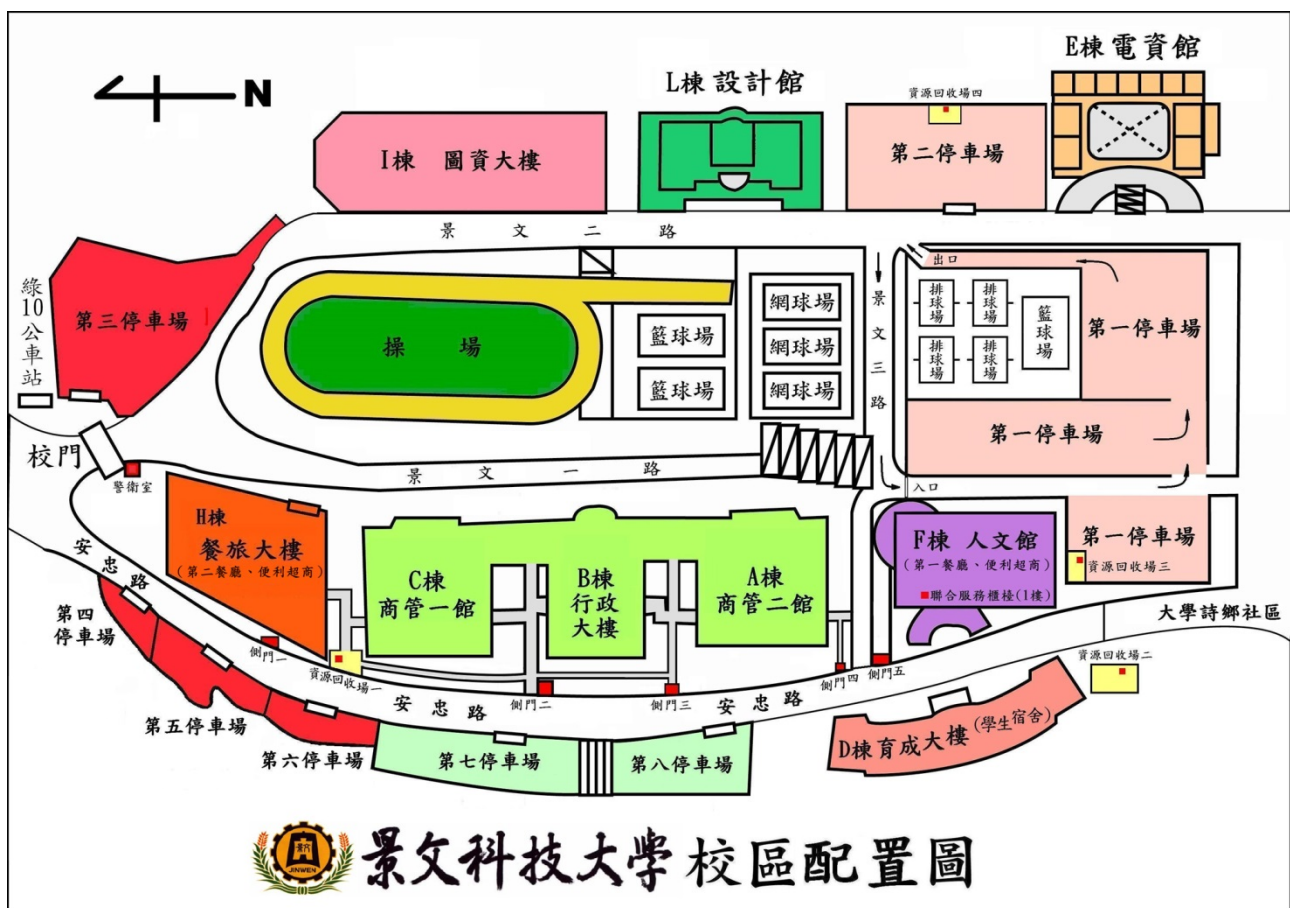 E棟 電資館
L棟 設計館
資源回收場四
N
I棟 圖資大樓
第二停車場
景文二路
出口
綠10公車站
第三停車場
操場
籃球場
籃球場
網球場
網球場
網球場
景文三路
排球場
排球場
排球場
排球場
籃球場
第一停車場
第一停車場
校門
警衛室
景文一路
入口
H棟
餐旅大樓
(第二餐廳、便利超商)
C棟
商管一館
B棟
行政
大樓
A棟
商管二館
F棟 人文館
(第一餐廳、便利超商)
聯合服務櫃檯(1樓)
第一停車場
資源回收場三
大學詩鄉社區
安忠路
第四
停車場
側門一
資源回收場一
安忠路
側門二
側門三
側門四
側門五
資源回收場二
第五停車場
第六停車場
第七停車場
第八停車場
D棟育成大樓(學生宿舍)
景文
JINWEN
景文科技大學校區配置圖